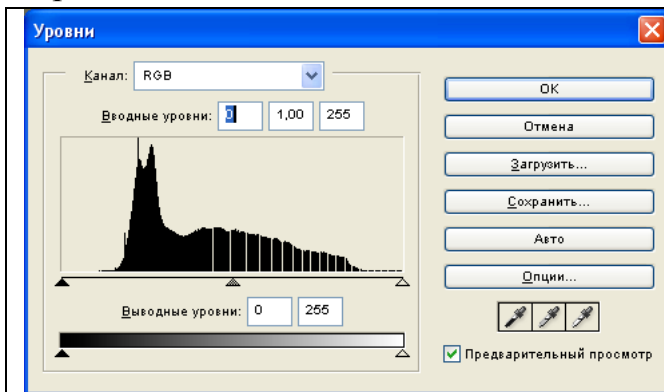 Уровни
Канал: RGB
Вводные уровни: 0 1,00 255
Выводные уровни: 0 255
OK
Отмена
Загрузить...
Сохранить...
Авто
Опции...
Предварительный просмотр